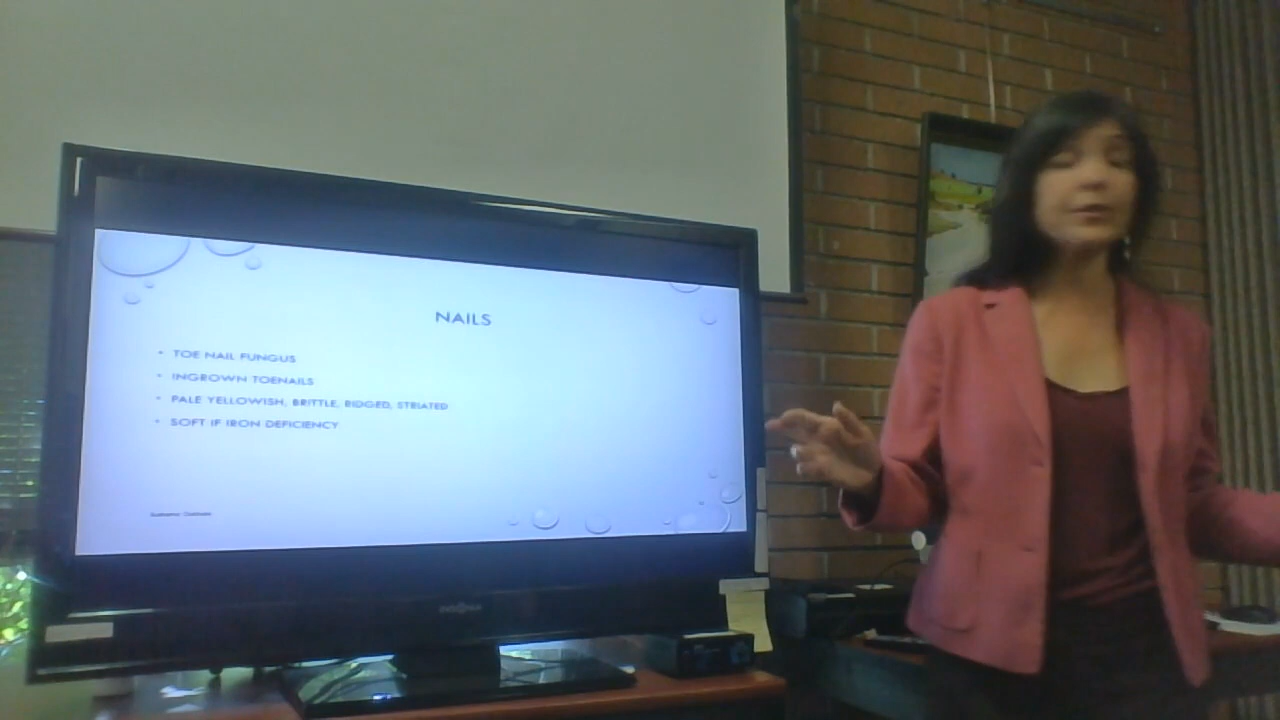 NAILS
• TOE NAIL FUNGUS
• INGROWN TOENAILS
• PALE YELLOWISH, BRITTLE, RIDGED, STRIATED
• SOFT IF IRON DEFICIENCY